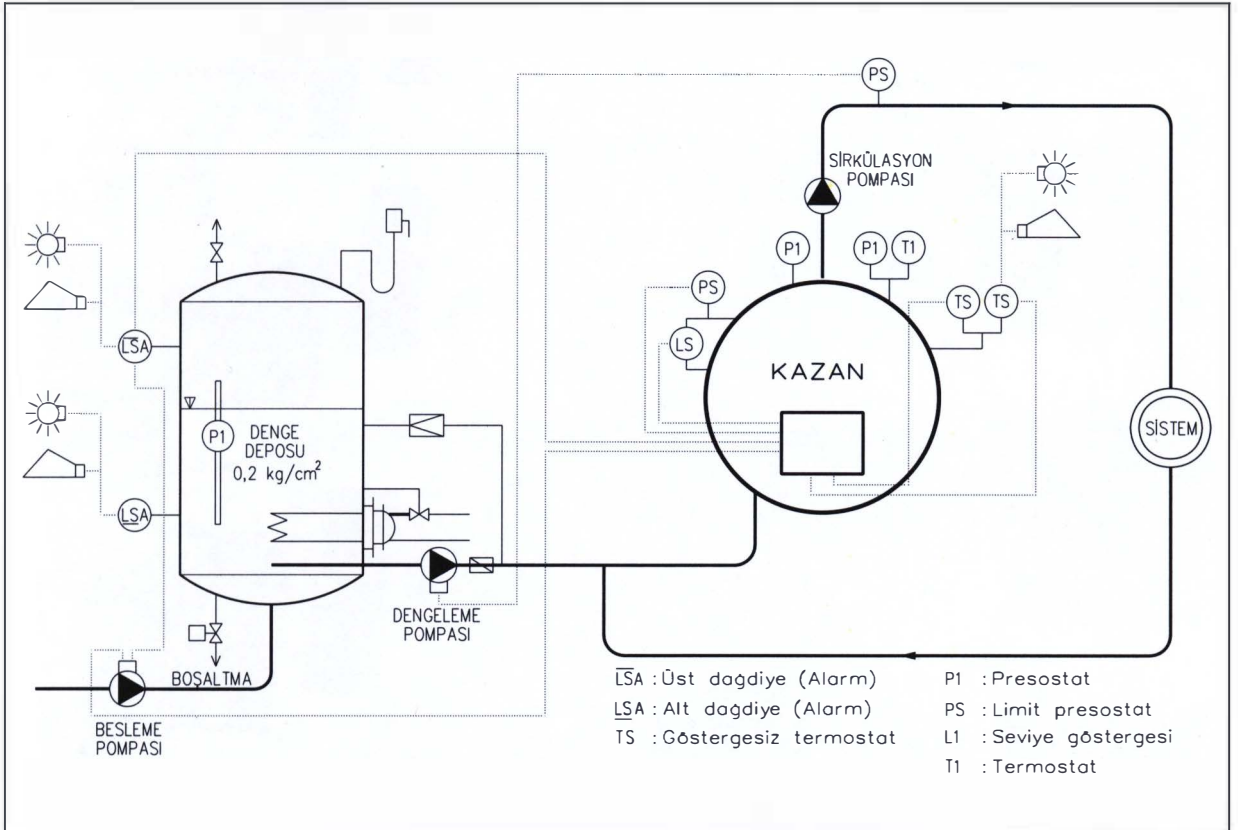 PS
SİRKÜLASYON
POMPASI
P1
P1
T1
PS
TS
TS
LSA
LS
KAZAN
P1
DENGE
DEPOSU
0,2 kg/cm²
SİSTEM
LSA
DENGELEME
POMPASI
BOŞALTMA
BESLEME
POMPASI
LSA : Üst dağdiye (Alarm)
LSA : Alt dağdiye (Alarm)
TS : Göstergesiz termostat
P1 : Presostat
PS : Limit presostat
L1 : Seviye göstergesi
T1 : Termostat